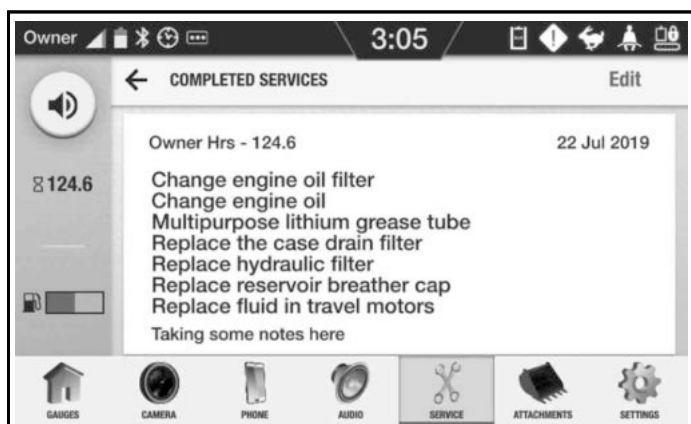 Owner 3:05
COMPLETED SERVICES Edit
Owner Hrs - 124.6 22 Jul 2019
124.6
Change engine oil filter
Change engine oil
Multipurpose lithium grease tube
Replace the case drain filter
Replace hydraulic filter
Replace reservoir breather cap
Replace fluid in travel motors
Taking some notes here
GAUGES CAMERA PHONE AUDIO SERVICE ATTACHMENTS SETTINGS